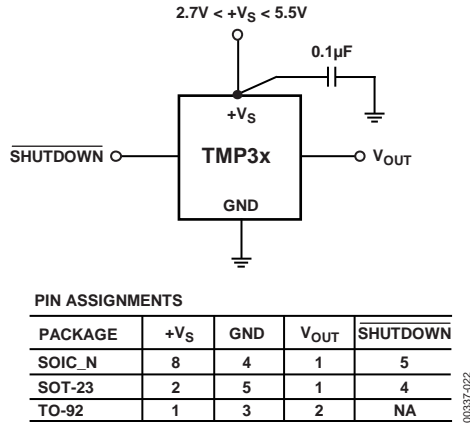 2.7V < +VS < 5.5V
0.1µF
+VS
SHUTDOWN
TMP3x
VOUT
GND
PIN ASSIGNMENTS
PACKAGE +VS GND VOUT SHUTDOWN
SOIC_N 8 4 1 5
SOT-23 2 5 1 4
TO-92 1 3 2 NA
00337-022